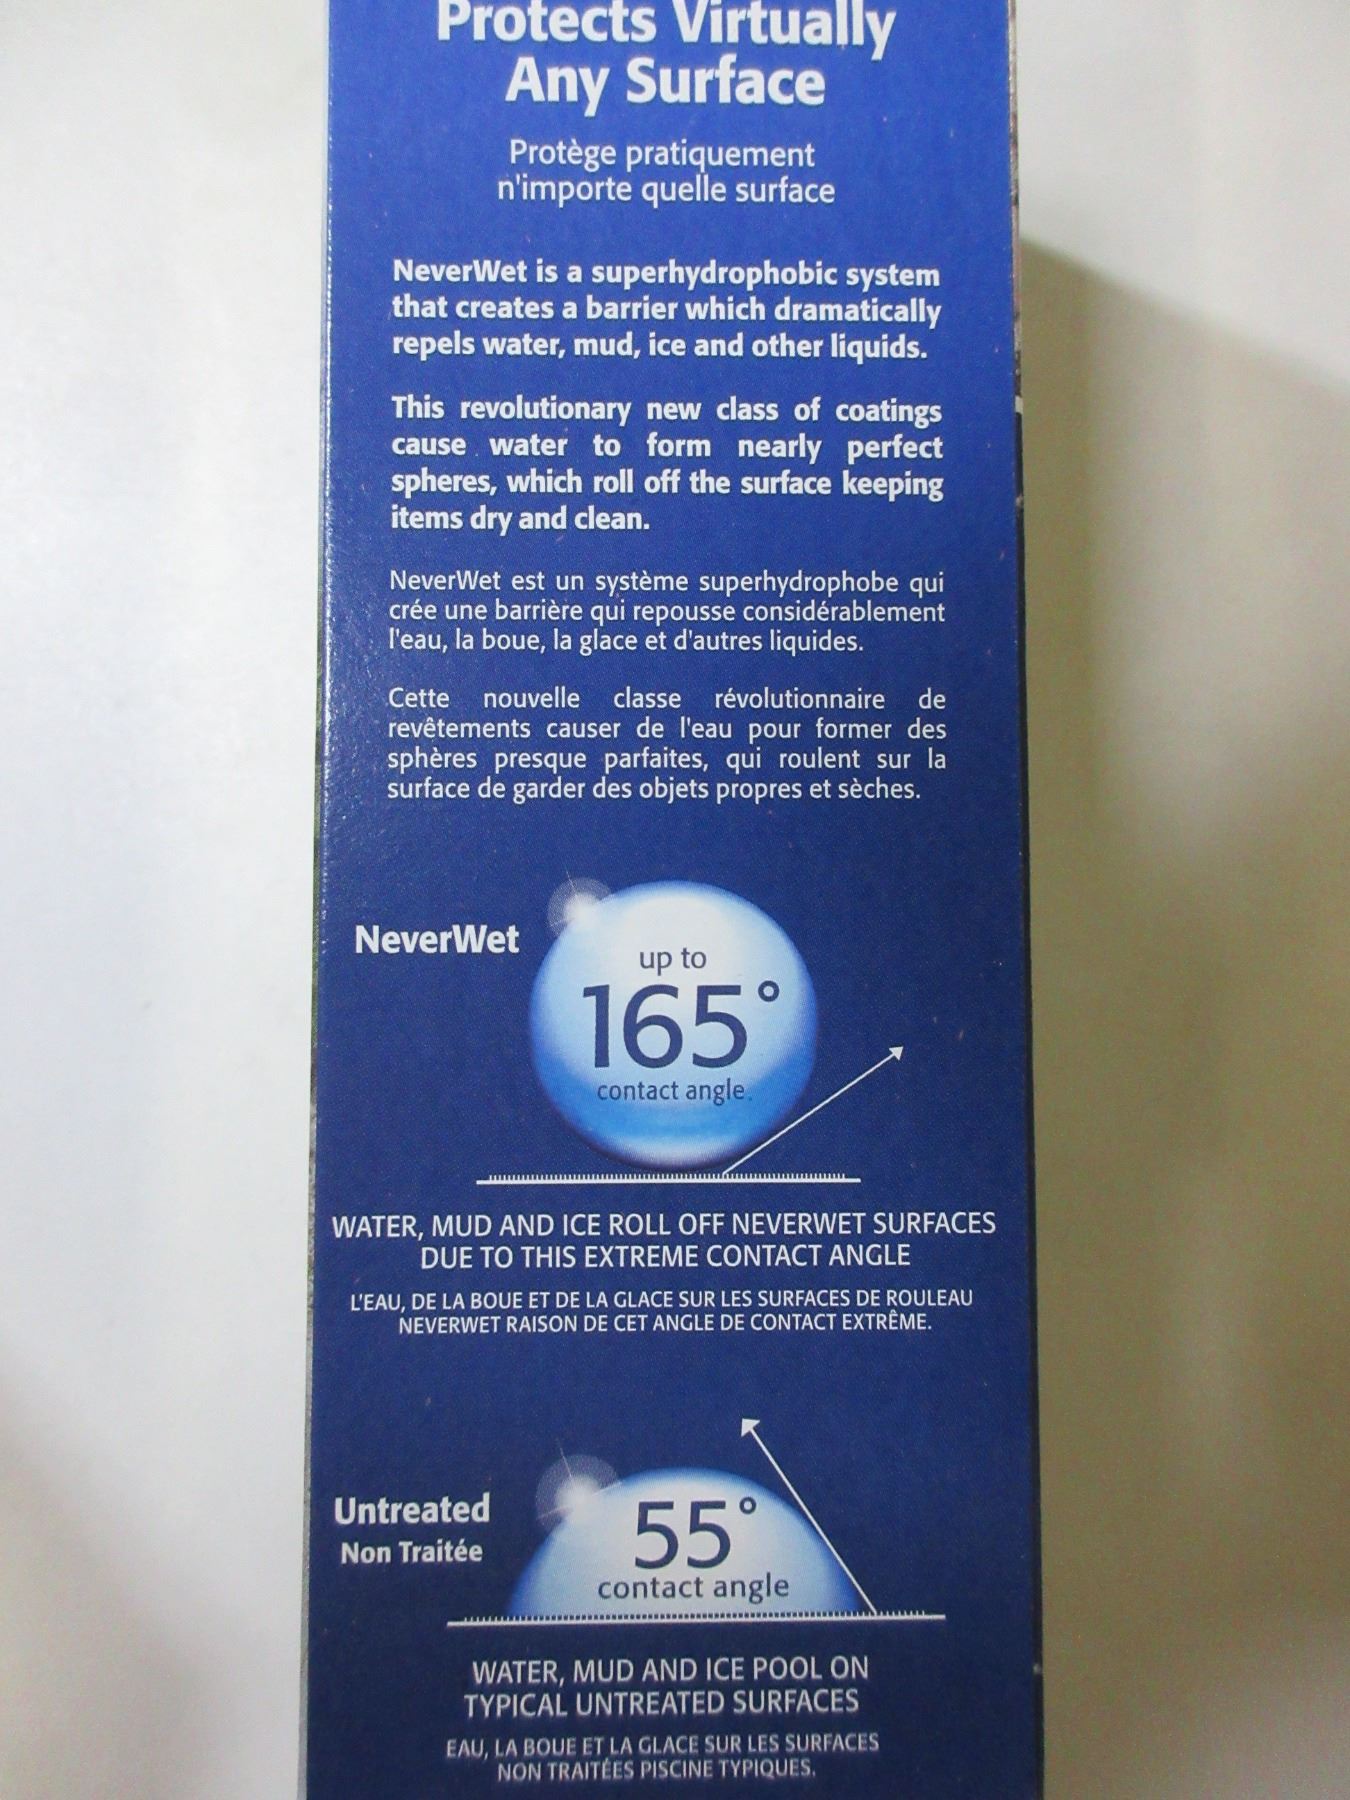 Protects Virtually
Any Surface
Protège pratiquement
n'importe quelle surface
NeverWet is a superhydrophobic system
that creates a barrier which dramatically
repels water, mud, ice and other liquids.
This revolutionary new class of coatings
cause water to form nearly perfect
spheres, which roll off the surface keeping
items dry and clean.
NeverWet est un système superhydrophobe qui
crée une barrière qui repousse considérablement
l'eau, la boue, la glace et d'autres liquides.
Cette nouvelle classe révolutionnaire de
revêtements causer de l'eau pour former des
sphères presque parfaites, qui roulent sur la
surface de garder des objets propres et sèches.
NeverWet
up to
165°
contact angle.
WATER, MUD AND ICE ROLL OFF NEVERWET SURFACES
DUE TO THIS EXTREME CONTACT ANGLE
L'EAU, DE LA BOUE ET DE LA GLACE SUR LES SURFACES DE ROULEAU
NEVERWET RAISON DE CET ANGLE DE CONTACT EXTRÊME.
Untreated
Non Traitée
55°
contact angle
WATER, MUD AND ICE POOL ON
TYPICAL UNTREATED SURFACES
EAU, LA BOUE ET LA GLACE SUR LES SURFACES
NON TRAITÉES PISCINE TYPIQUES.